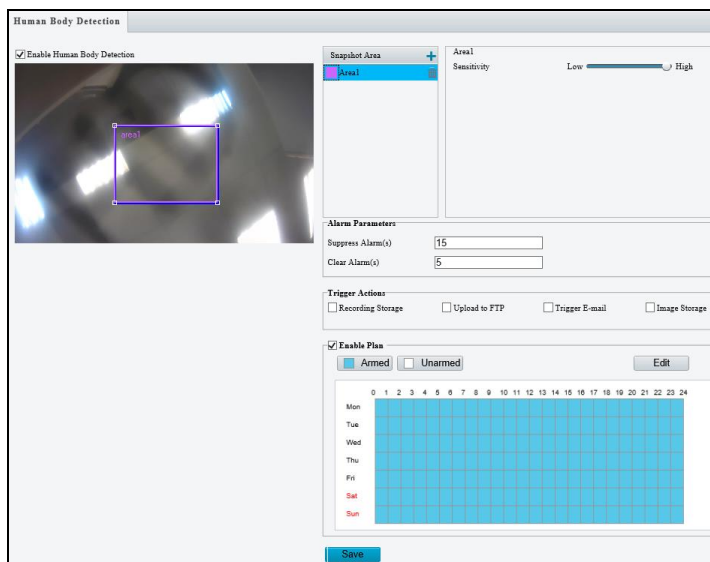 Human Body Detection
Enable Human Body Detection
area1
Snapshot Area +
Area1
Area1
Sensitivity Low High
Alarm Parameters
Suppress Alarm(s) 15
Clear Alarm(s) 5
Trigger Actions
Recording Storage Upload to FTP Trigger E-mail Image Storage
Enable Plan
Armed Unarmed Edit
0 1 2 3 4 5 6 7 8 9 10 11 12 13 14 15 16 17 18 19 20 21 22 23 24
Mon
Tue
Wed
Thu
Fri
Sat
Sun
Save